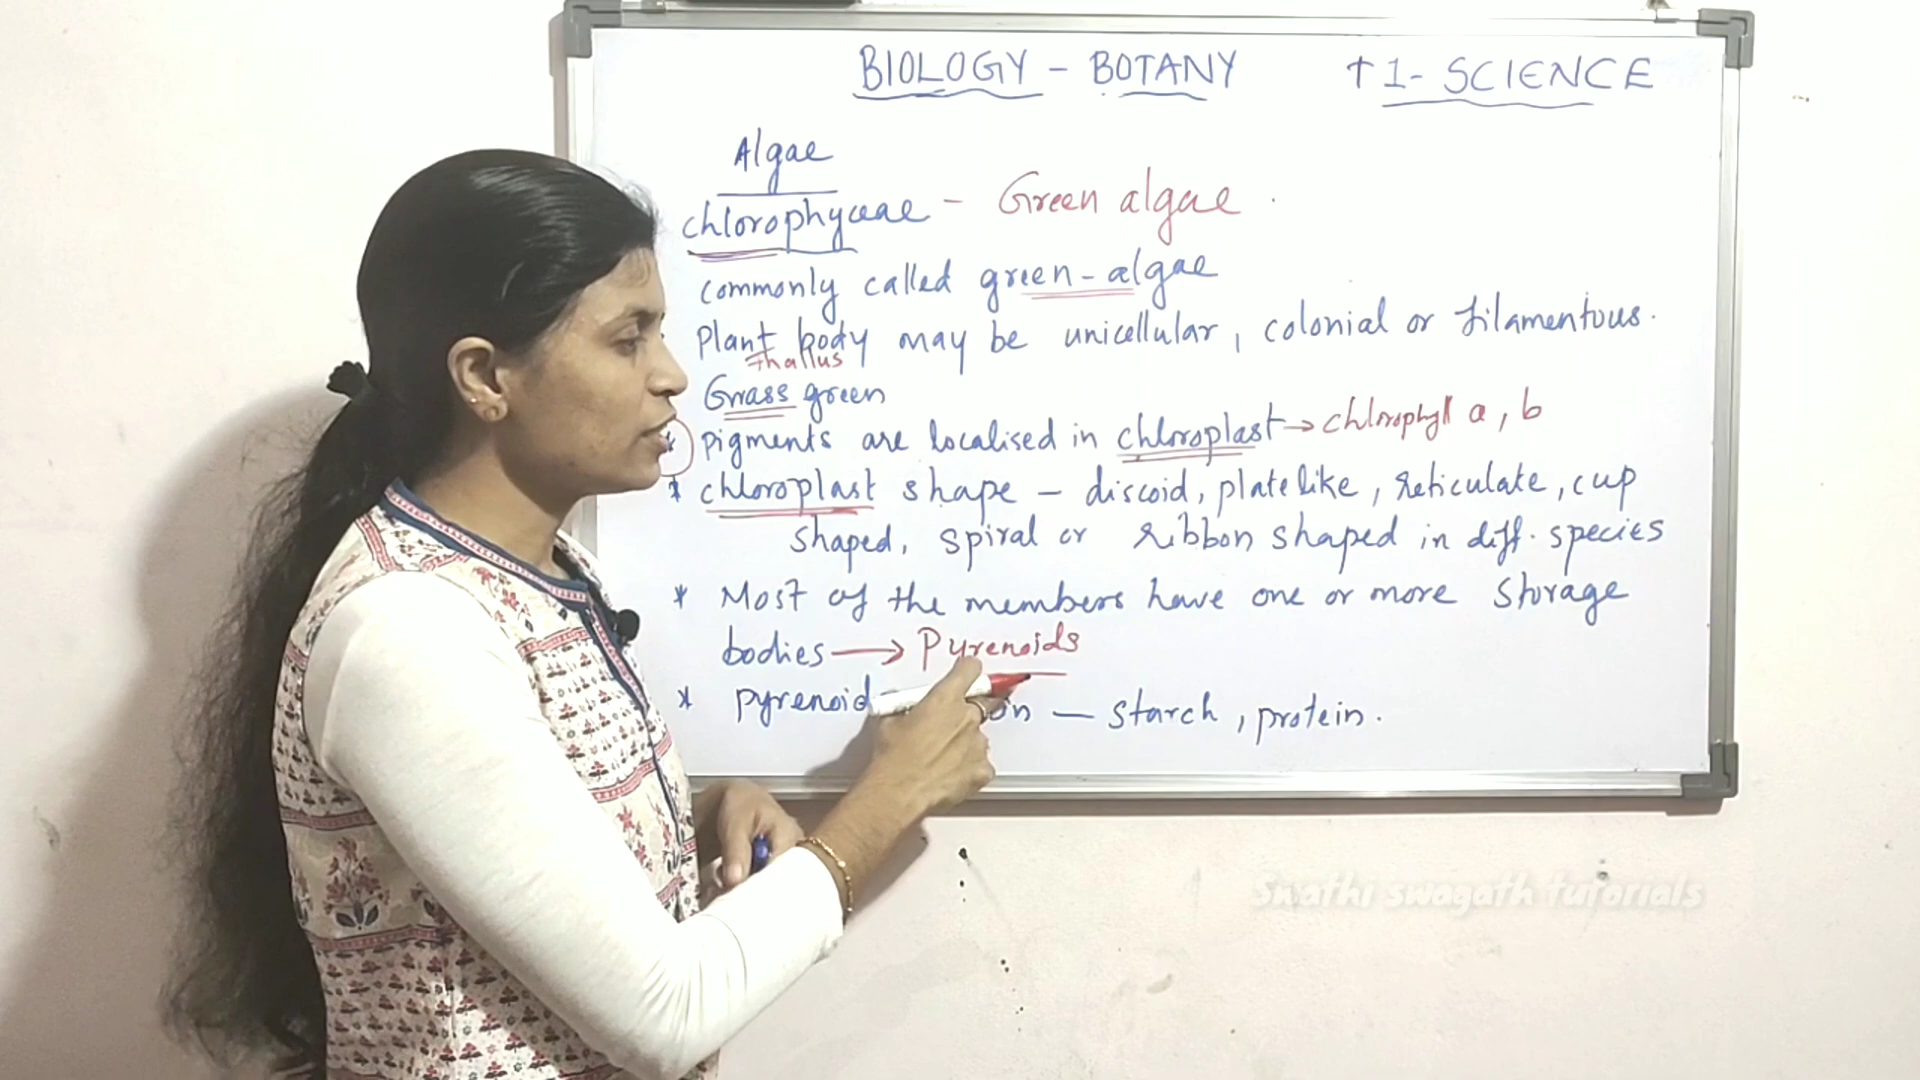 BIOLOGY - BOTANY +1- SCIENCE
Algae
chlorophyceae - Green algae
commonly called green-algae
Plant body may be unicellular, colonial or filamentous.
Thallus
Grass green
* pigments are localised in chloroplast → chlorophyll a, b
* chloroplast shape - discoid, plate like, reticulate, cup
shaped, spiral or ribbon shaped in diff. species
* Most of the members have one or more storage
bodies → Pyrenoids
* pyrenoid - starch, protein.
Swathi swagath tutorials